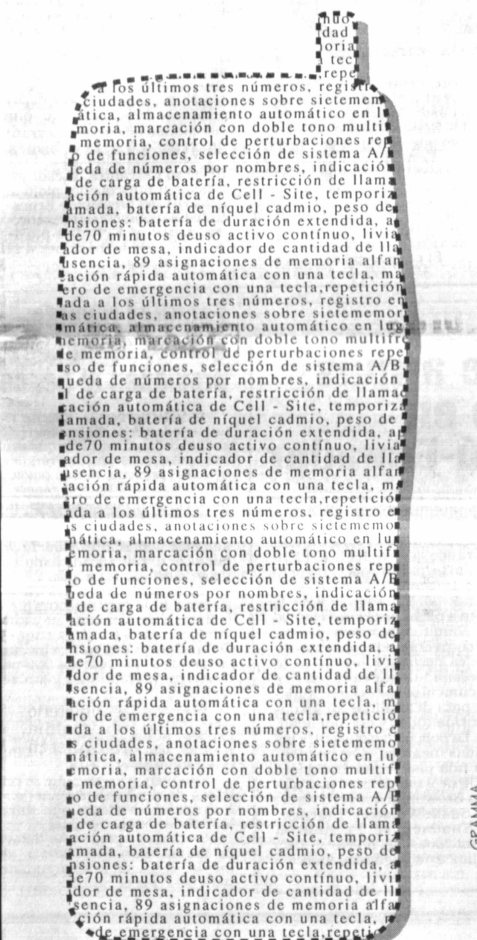 nuo
dad
oria
tecl
repe
a los últimos tres números, regist
ciudades, anotaciones sobre sietemem
ática, almacenamiento automático en l
moria, marcación con doble tono multi
memoria, control de perturbaciones rep
o de funciones, selección de sistema A/
eda de números por nombres, indicació
de carga de batería, restricción de llam
ación automática de Cell - Site, temporiz
amada, batería de níquel cadmio, peso de
nsiones: batería de duración extendida, a
de70 minutos deuso activo contínuo, livia
ador de mesa, indicador de cantidad de lla
usencia, 89 asignaciones de memoria alfan
ación rápida automática con una tecla, ma
ero de emergencia con una tecla,repetición
ada a los últimos tres números, registro en
as ciudades, anotaciones sobre sietememor
mática, almacenamiento automático en lug
nemoria, marcación con doble tono multifre
de memoria, control de perturbaciones repe
so de funciones, selección de sistema A/B,
queda de números por nombres, indicación
l de carga de batería, restricción de llamac
cación automática de Cell - Site, temporiza
amada, batería de níquel cadmio, peso de
ensiones: batería de duración extendida, ap
de70 minutos deuso activo contínuo, livia
ador de mesa, indicador de cantidad de lla
usencia, 89 asignaciones de memoria alfan
ación rápida automática con una tecla, m
ro de emergencia con una tecla,repetició
ada a los últimos tres números, registro e
s ciudades, anotaciones sobre sietememo
nática, almacenamiento automático en lu
emoria, marcación con doble tono multif
memoria, control de perturbaciones rep
o de funciones, selección de sistema A/B
ueda de números por nombres, indicación
de carga de batería, restricción de llama
ación automática de Cell - Site, temporiz
amada, batería de níquel cadmio, peso de
nsiones: batería de duración extendida, a
de70 minutos deuso activo contínuo, livi
dor de mesa, indicador de cantidad de ll
sencia, 89 asignaciones de memoria alfa
ación rápida automática con una tecla, m
ro de emergencia con una tecla,repetició
da a los últimos tres números, registro e
s ciudades, anotaciones sobre sietememo
nática, almacenamiento automático en lu
emoria, marcación con doble tono multif
memoria, control de perturbaciones rep
o de funciones, selección de sistema A/B
ueda de números por nombres, indicación
de carga de batería, restricción de llama
ación automática de Cell - Site, temporiz
amada, batería de níquel cadmio, peso de
nsiones: batería de duración extendida, a
de70 minutos deuso activo contínuo, livi
dor de mesa, indicador de cantidad de ll
sencia, 89 asignaciones de memoria alfa
ción rápida automática con una tecla,
de emergencia con una tecla,repetic
GRAMMA